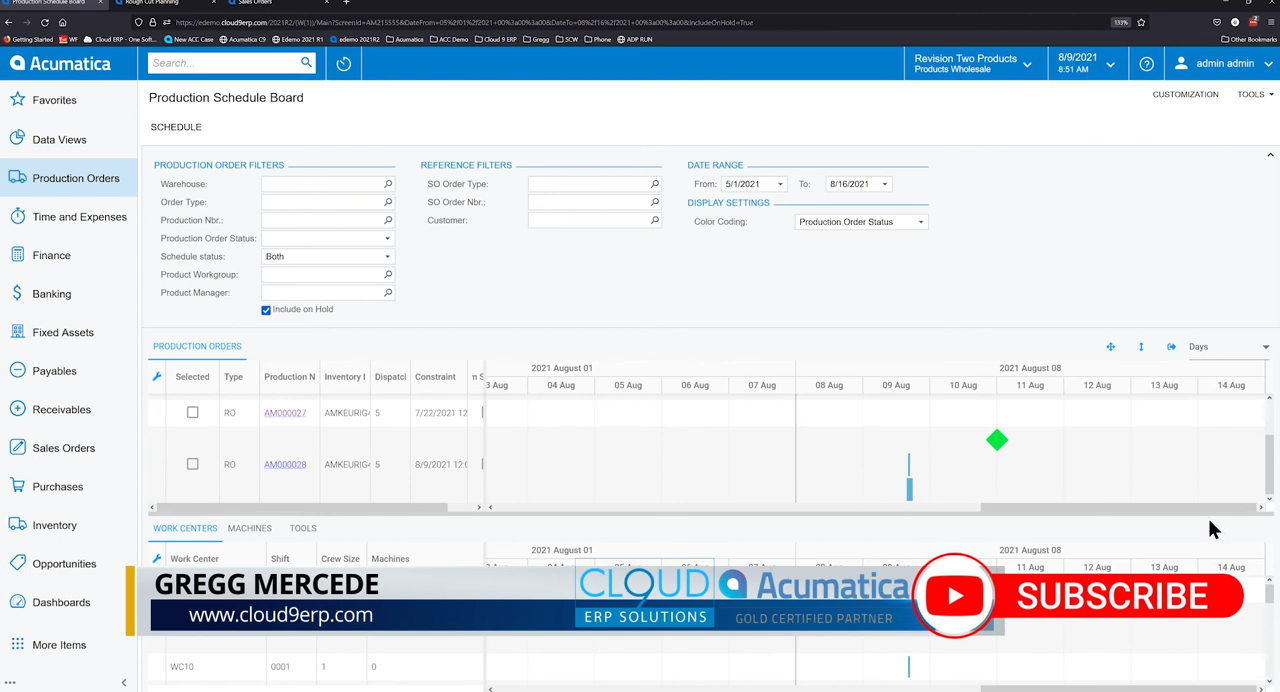 Production Schedule Board
Rough Cut Planning
Sales Orders
https://edemo.cloud9erp.com/2021R2/(W(1))/Main?ScreenId=AM215555&DateFrom=05%2f01%2f2021+00%3a00%3a00&DateTo=08%2f16%2f2021+00%3a00%3a00&IncludeOnHold=True
133%
Getting Started WF Cloud ERP - One Soft... New ACC Case Acumatica C9 Edemo 2021 R1 edemo 2021R2 Acumatica ACC Demo Cloud 9 ERP Gregg SCW Phone ADP RUN Other Bookmarks
Acumatica
Search...
Revision Two Products
Products Wholesale
8/9/2021
8:51 AM
admin admin
Favorites
Data Views
Production Orders
Time and Expenses
Finance
Banking
Fixed Assets
Payables
Receivables
Sales Orders
Purchases
Inventory
Opportunities
Dashboards
More Items
Production Schedule Board
CUSTOMIZATION TOOLS
SCHEDULE
PRODUCTION ORDER FILTERS
Warehouse:
Order Type:
Production Nbr.:
Production Order Status:
Schedule status: Both
Product Workgroup:
Product Manager:
Include on Hold
REFERENCE FILTERS
SO Order Type:
SO Order Nbr.:
Customer:
DATE RANGE
From: 5/1/2021 To: 8/16/2021
DISPLAY SETTINGS
Color Coding: Production Order Status
PRODUCTION ORDERS
Days
2021 August 01 2021 August 08
Selected Type Production N Inventory I Dispatcl Constraint n S
3 Aug 04 Aug 05 Aug 06 Aug 07 Aug 08 Aug 09 Aug 10 Aug 11 Aug 12 Aug 13 Aug 14 Aug
RO AM000027 AMKEURIG4 5 7/22/2021 12
RO AM000028 AMKEURIG4 5 8/9/2021 12:0
WORK CENTERS MACHINES TOOLS
2021 August 01 2021 August 08
Work Center Shift Crew Size Machines
11 Aug 12 Aug 13 Aug 14 Aug
GREGG MERCEDE
www.cloud9erp.com
CLOUD9
ERP SOLUTIONS
Acumatica
GOLD CERTIFIED PARTNER
SUBSCRIBE
WC10 0001 1 0